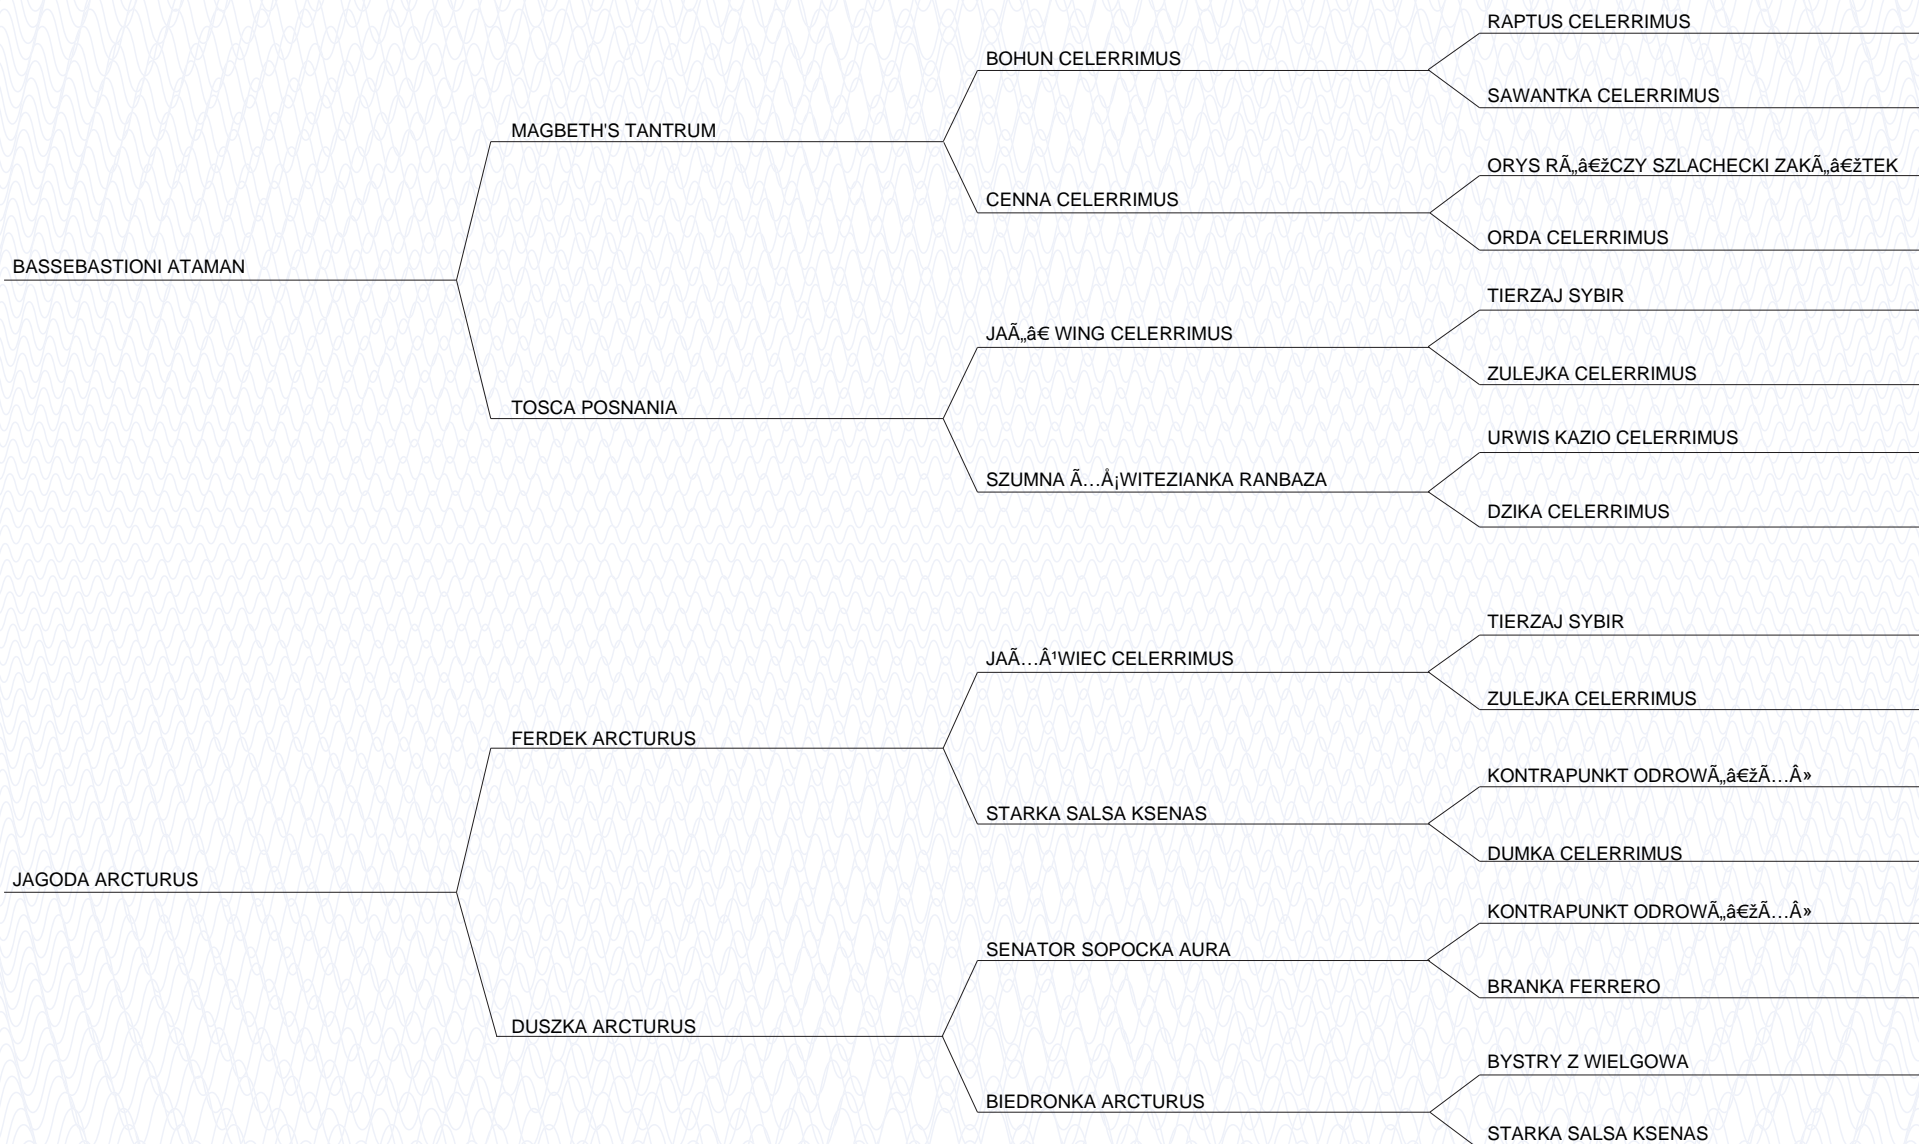 RAPTUS CELERRIMUS
BOHUN CELERRIMUS
SAWANTKA CELERRIMUS
MAGBETH'S TANTRUM
ORYS RÃ„â€žCZY SZLACHECKI ZAKÃ„â€žTEK
CENNA CELERRIMUS
ORDA CELERRIMUS
BASSEBASTIONI ATAMAN
TIERZAJ SYBIR
JAÃ„â€ WING CELERRIMUS
ZULEJKA CELERRIMUS
TOSCA POSNANIA
URWIS KAZIO CELERRIMUS
SZUMNA Ã…Å¡WITEZIANKA RANBAZA
DZIKA CELERRIMUS
TIERZAJ SYBIR
JAÃ…Â¹WIEC CELERRIMUS
ZULEJKA CELERRIMUS
FERDEK ARCTURUS
KONTRAPUNKT ODROWÃ„â€žÃ…Â»
STARKA SALSA KSENAS
DUMKA CELERRIMUS
JAGODA ARCTURUS
KONTRAPUNKT ODROWÃ„â€žÃ…Â»
SENATOR SOPOCKA AURA
BRANKA FERRERO
DUSZKA ARCTURUS
BYSTRY Z WIELGOWA
BIEDRONKA ARCTURUS
STARKA SALSA KSENAS